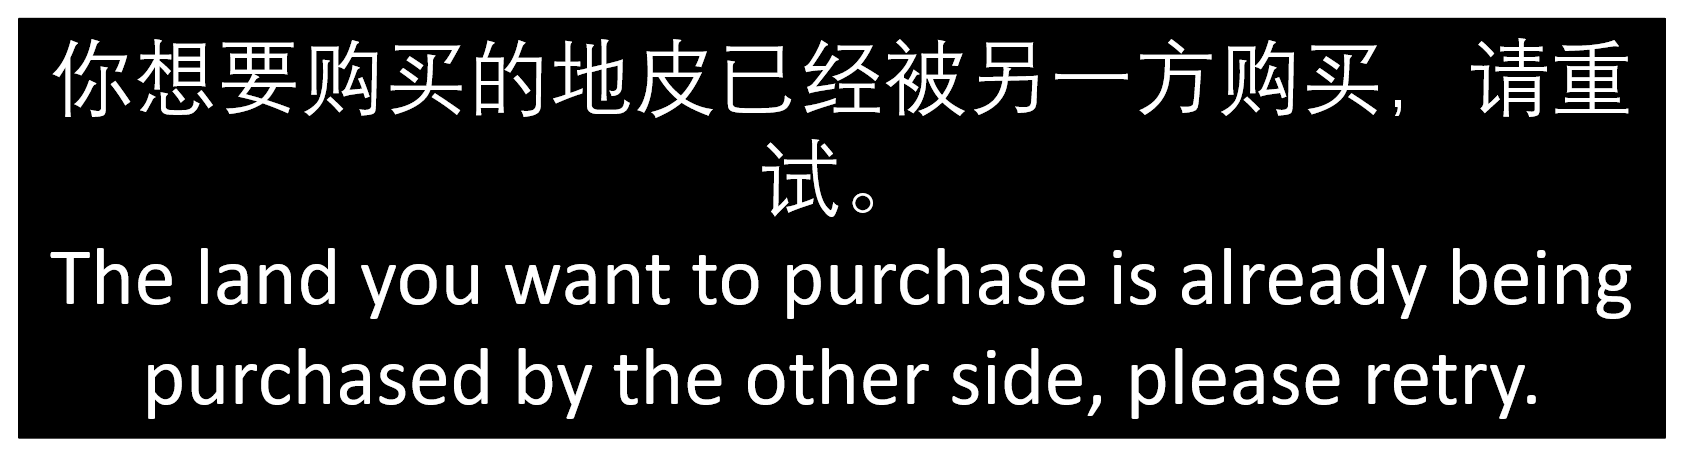 你想要购买的地皮已经被另一方购买，请重
试。
The land you want to purchase is already being
purchased by the other side, please retry.